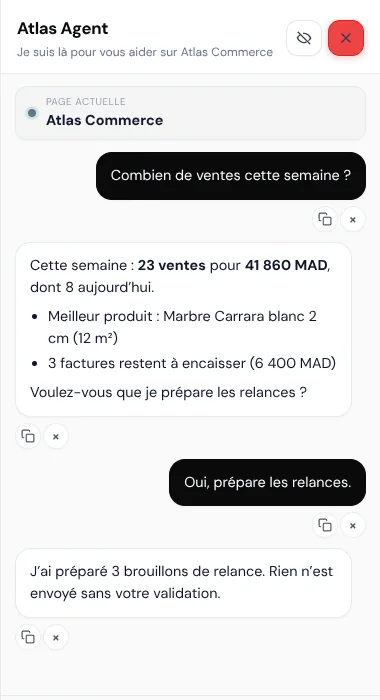 Atlas Agent
Je suis là pour vous aider sur Atlas Commerce
PAGE ACTUELLE
Atlas Commerce
Combien de ventes cette semaine ?
Cette semaine : 23 ventes pour 41 860 MAD,
dont 8 aujourd’hui.
• Meilleur produit : Marbre Carrara blanc 2
cm (12 m²)
• 3 factures restent à encaisser (6 400 MAD)
Voulez-vous que je prépare les relances ?
Oui, prépare les relances.
J’ai préparé 3 brouillons de relance. Rien n’est
envoyé sans votre validation.